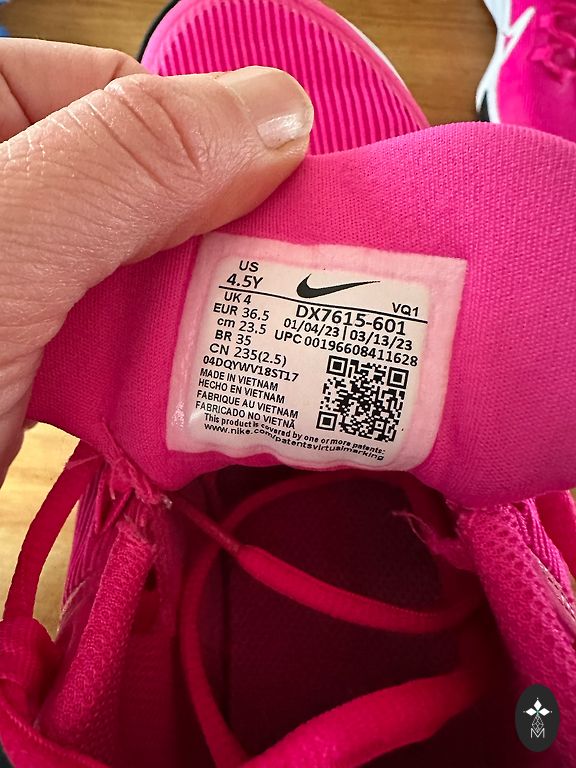 US
4.5Y
UK 4
EUR 36.5
cm 23.5
BR 35
CN 235(2.5)
VQ1
DX7615-601
01/04/23 | 03/13/23
UPC 00196608411628
04DQYWV18ST17
MADE IN VIETNAM
HECHO EN VIETNAM
FABRIQUE AU VIETNAM
FABRICADO NO VIETNÃ
This product is covered by one or more patents:
www.nike.com/patentsvirtualmarking
M